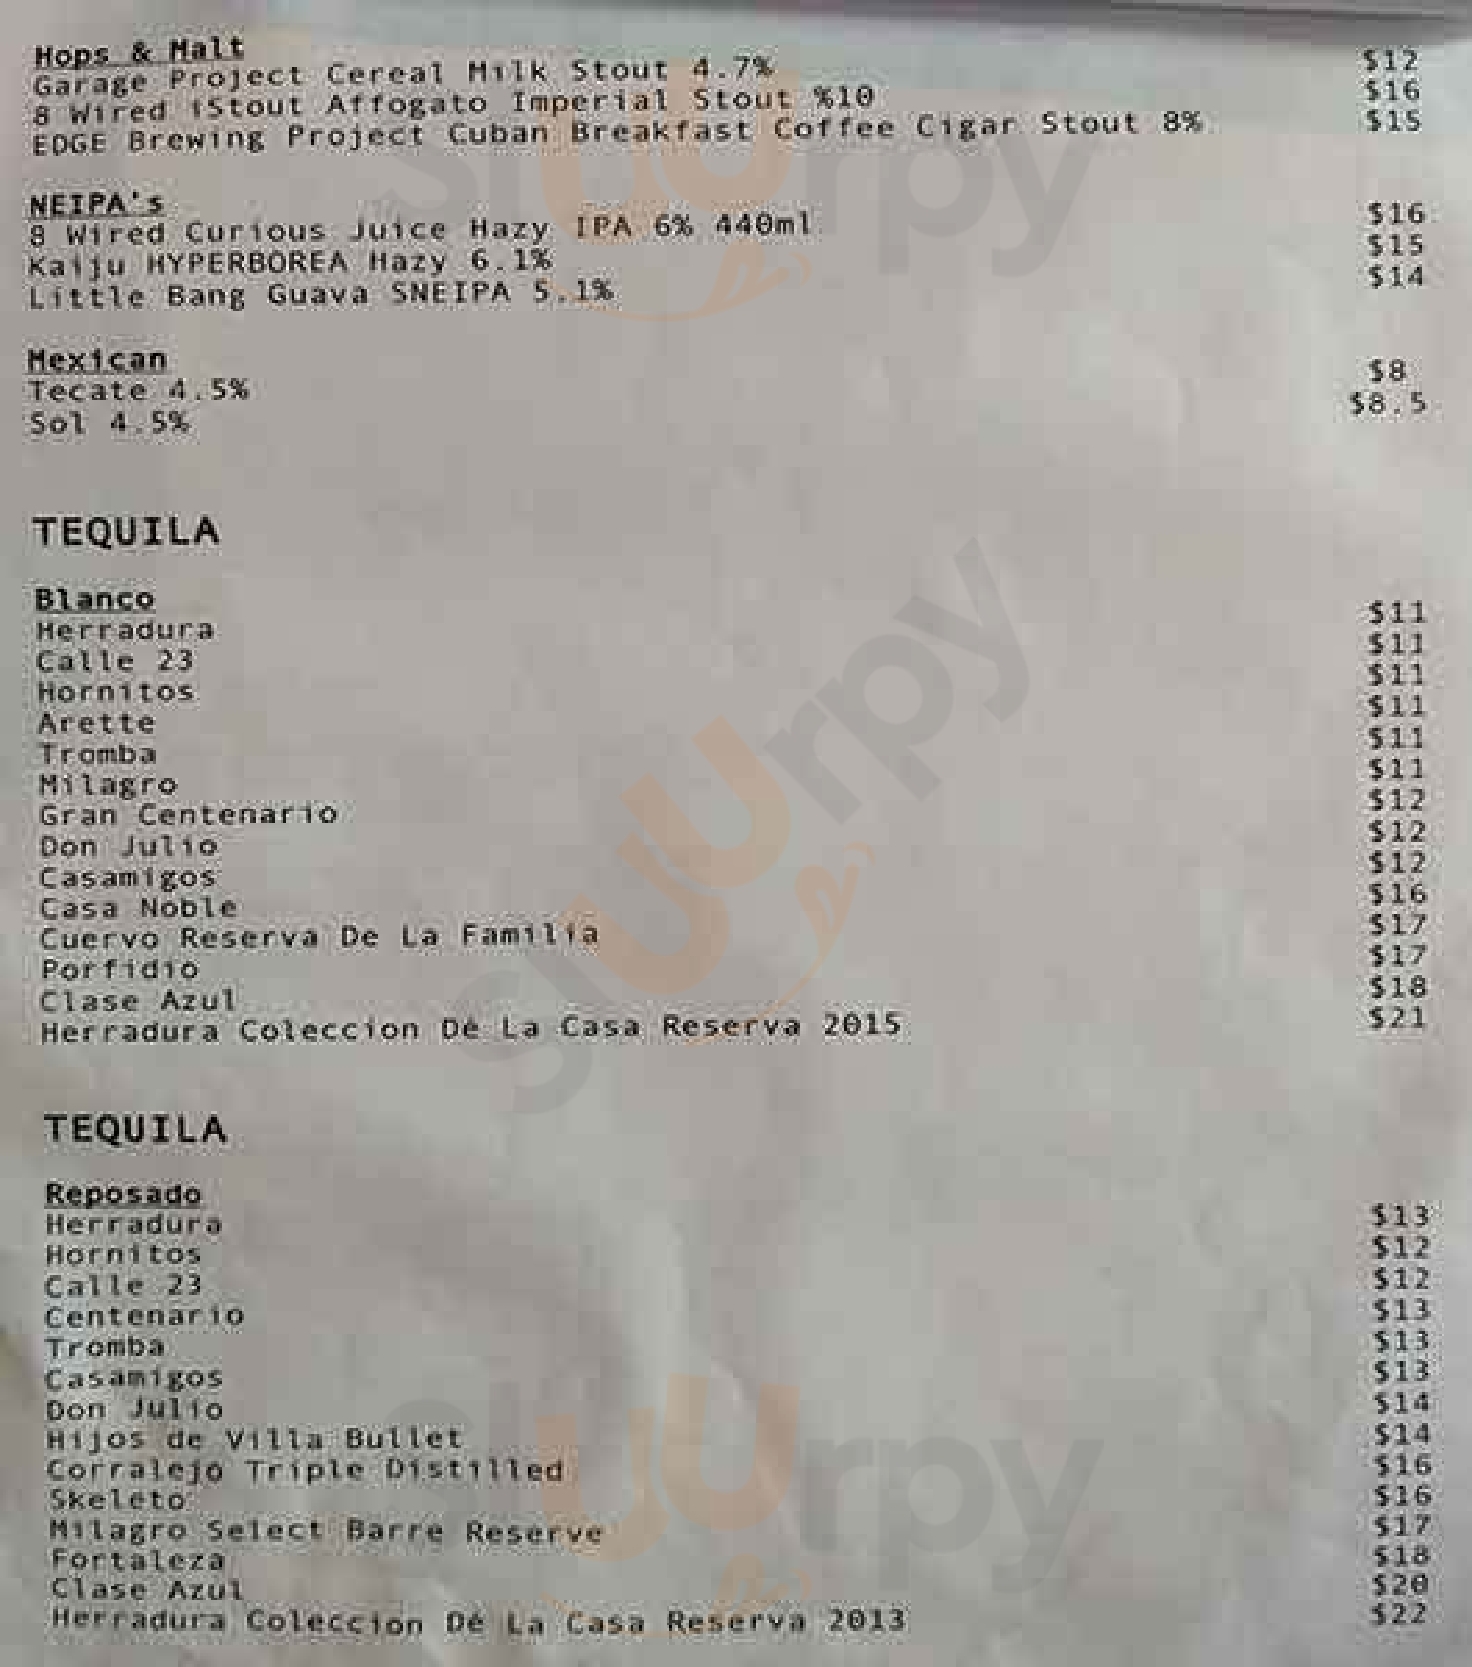 Hops & Malt
Garage Project Cereal Milk Stout 4.7% $12
8 Wired iStout Affogato Imperial Stout %10 $16
EDGE Brewing Project Cuban Breakfast Coffee Cigar Stout 8% $15
NEIPA's
8 Wired Curious Juice Hazy IPA 6% 440ml $16
Kaiju HYPERBOREA Hazy 6.1% $15
Little Bang Guava SNEIPA 5.1% $14
Mexican
Tecate 4.5% $8
Sol 4.5% $8.5
TEQUILA
Blanco
Herradura $11
Calle 23 $11
Hornitos $11
Arette $11
Tromba $11
Milagro $11
Gran Centenario $12
Don Julio $12
Casamigos $12
Casa Noble $16
Cuervo Reserva De La Familia $17
Porfidio $17
Clase Azul $18
Herradura Coleccion De La Casa Reserva 2015 $21
TEQUILA
Reposado
Herradura $13
Hornitos $12
Calle 23 $12
Centenario $13
Tromba $13
Casamigos $13
Don Julio $14
Hijos de Villa Bullet $14
Corralejo Triple Distilled $16
Skeleto $16
Milagro Select Barre Reserve $17
Fortaleza $18
Clase Azul $20
Herradura Coleccion De La Casa Reserva 2013 $22
sluurpy
sluurpy
sluurpy